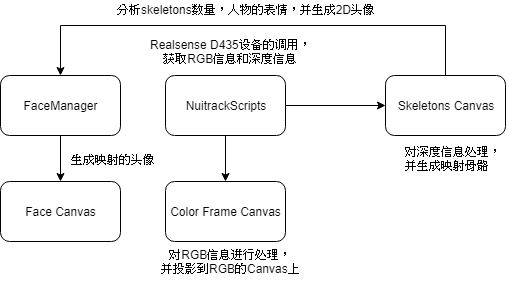 分析skeletons数量，人物的表情，并生成2D头像
Realsense D435设备的调用，
获取RGB信息和深度信息
FaceManager
NuitrackScripts
Skeletons Canvas
生成映射的头像
对深度信息处理，
并生成映射骨骼
Face Canvas
Color Frame Canvas
对RGB信息进行处理，
并投影到RGB的Canvas上